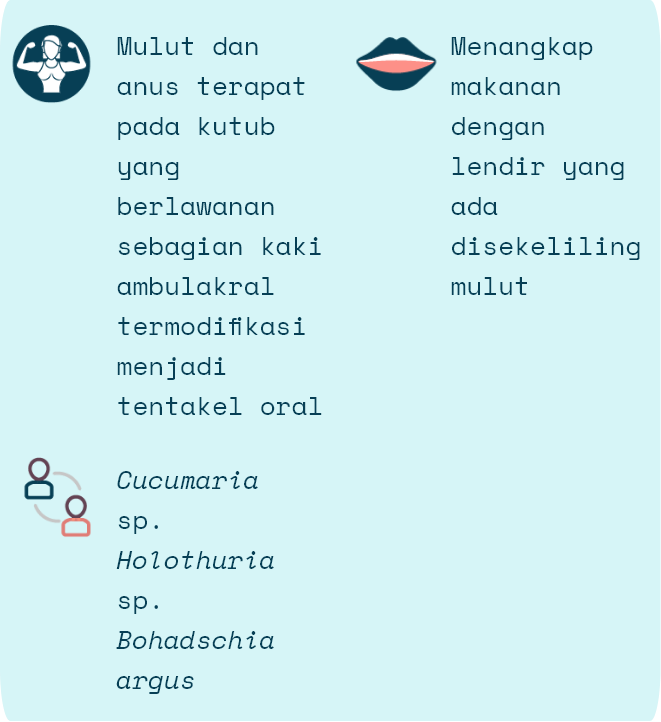 Mulut dan
anus terapat
pada kutub
yang
berlawanan
sebagian kaki
ambulakral
termodifikasi
menjadi
tentakel oral
Menangkap
makanan
dengan
lendir yang
ada
disekeliling
mulut
Cucumaria
sp.
Holothuria
sp.
Bohadschia
argus